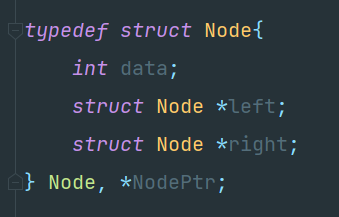 typedef struct Node{
    int data;
    struct Node *left;
    struct Node *right;
} Node, *NodePtr;